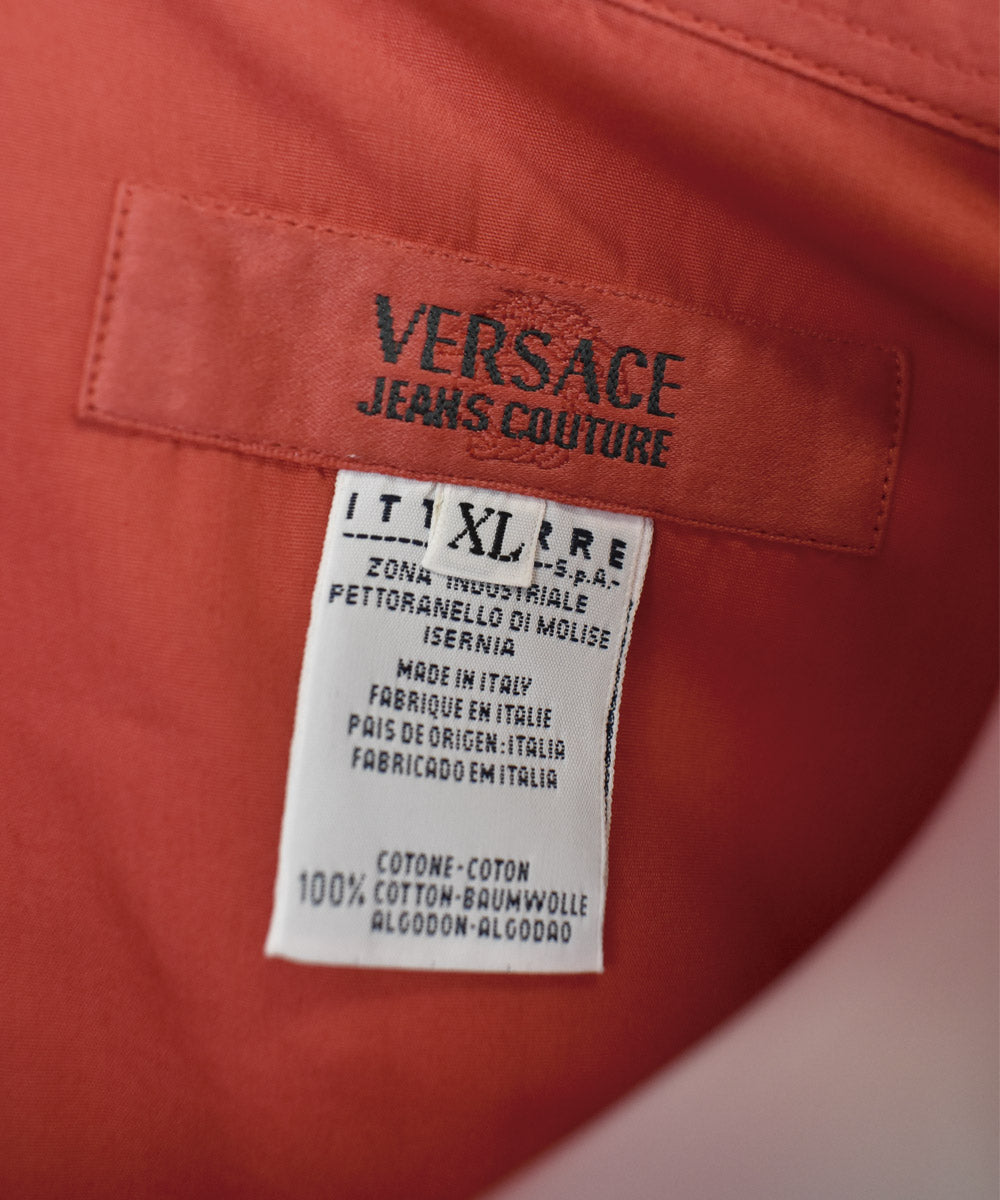 VERSACE
JEANS COUTURE
XL
S.p.A.
ZONA INDUSTRIALE
PETTORANELLO DI MOLISE
ISERNIA
MADE IN ITALY
FABRIQUE EN ITALIE
PAIS DE ORIGEN:ITALIA
FABRICADO EM ITALIA
COTONE-COTON
100% COTTON-BAUMWOLLE
ALGODON-ALGODAO